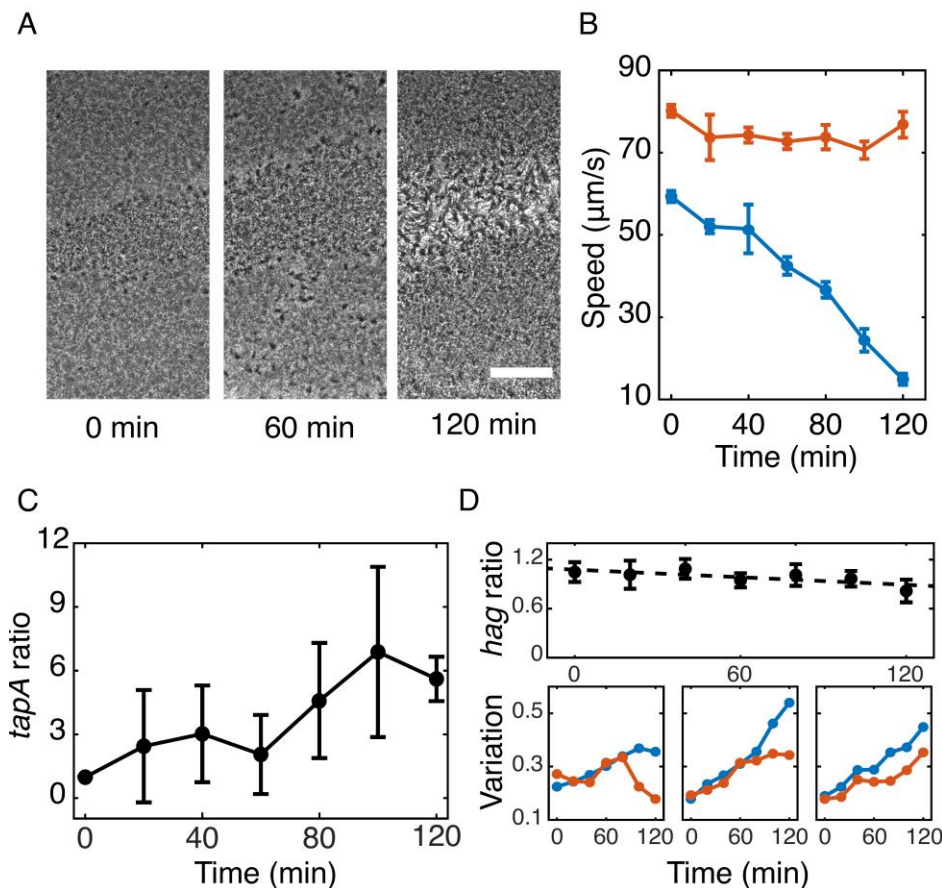 A
0 min
60 min
120 min
B
Speed (μm/s)
90
70
50
30
10
0
40
80
120
Time (min)
C
tapA ratio
12
9
6
3
0
0
40
80
120
Time (min)
D
hag ratio
1.2
0.6
0
0
60
120
Variation
0.5
0.3
0.1
0 60 120
0 60 120
0 60 120
Time (min)